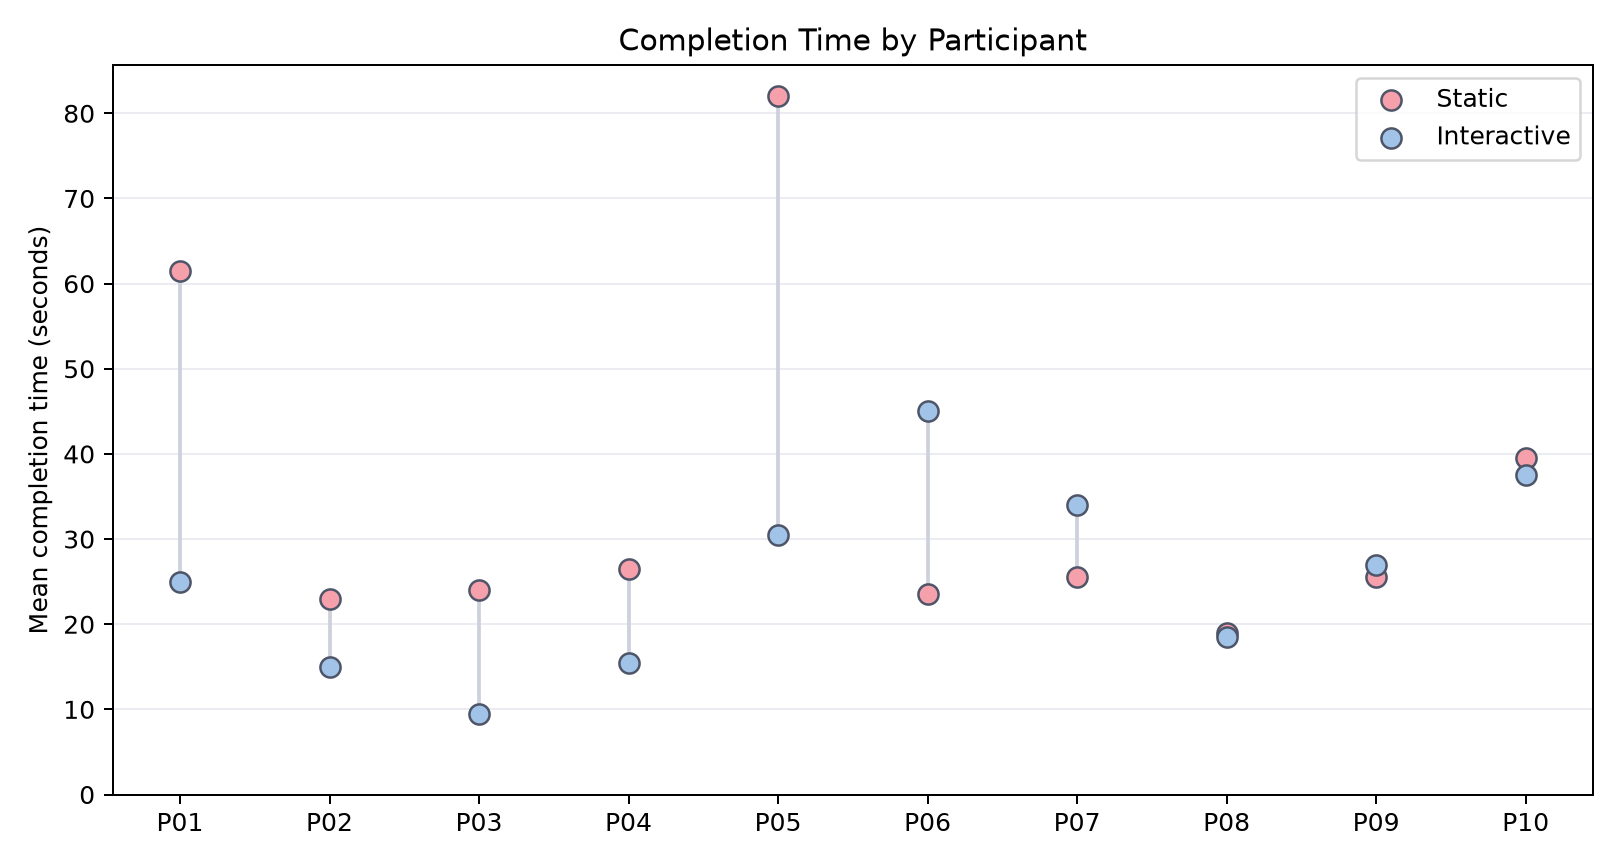 Completion Time by Participant
Static
Interactive
Mean completion time (seconds)
80
70
60
50
40
30
20
10
0
P01 P02 P03 P04 P05 P06 P07 P08 P09 P10